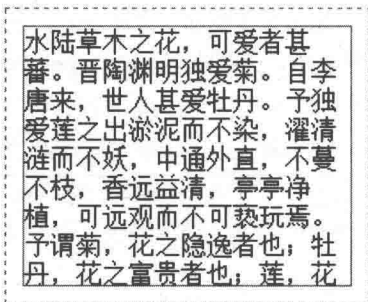 水陆草木之花，可爱者甚
蕃。晋陶渊明独爱菊。自李
唐来，世人甚爱牡丹。予独
爱莲之出淤泥而不染，濯清
涟而不妖，中通外直，不蔓
不枝，香远益清，亭亭净
植，可远观而不可亵玩焉。
予谓菊，花之隐逸者也；牡
丹，花之富贵者也；莲，花